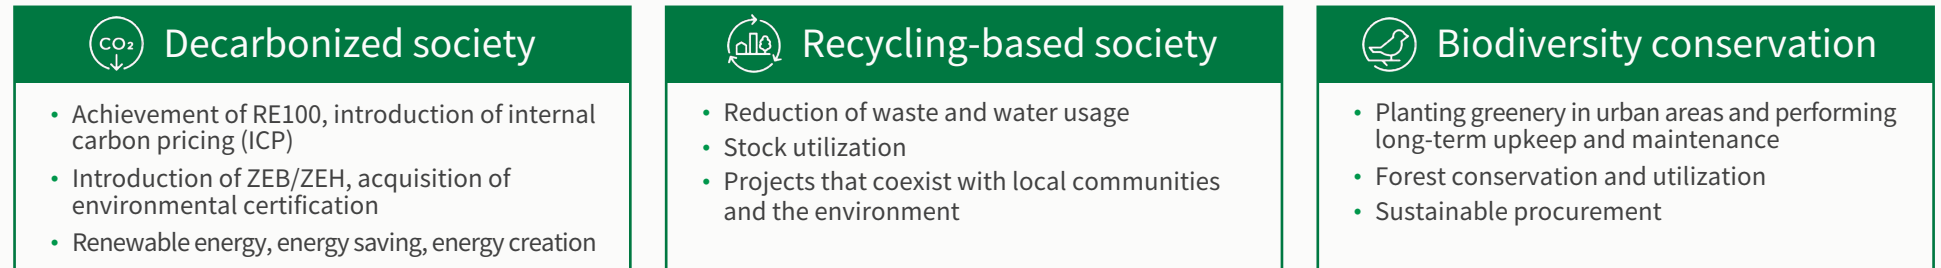 CO₂
Decarbonized society
• Achievement of RE100, introduction of internal
carbon pricing (ICP)
• Introduction of ZEB/ZEH, acquisition of
environmental certification
• Renewable energy, energy saving, energy creation
Recycling-based society
• Reduction of waste and water usage
• Stock utilization
• Projects that coexist with local communities
and the environment
Biodiversity conservation
• Planting greenery in urban areas and performing
long-term upkeep and maintenance
• Forest conservation and utilization
• Sustainable procurement